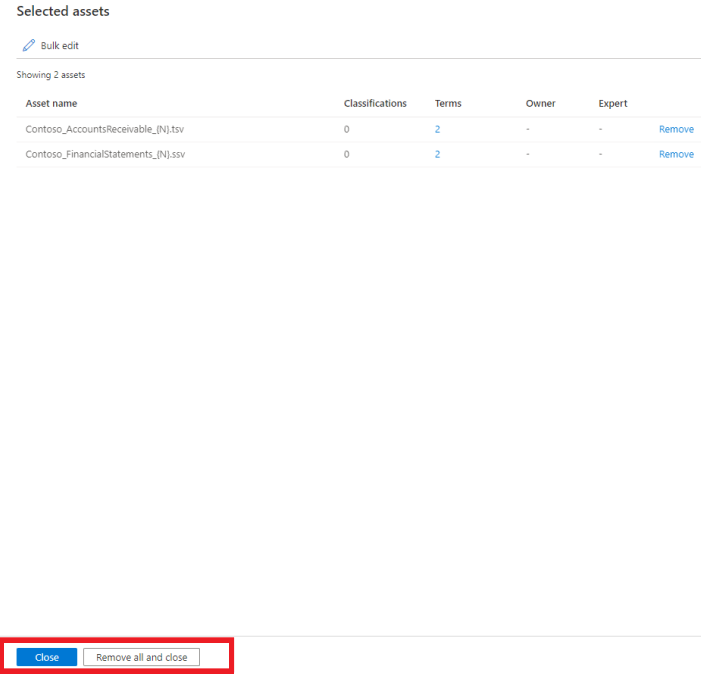 Selected assets
Bulk edit
Showing 2 assets
Asset name Classifications Terms Owner Expert
Contoso_AccountsReceivable_{N}.tsv 0 2 - - Remove
Contoso_FinancialStatements_{N}.ssv 0 2 - - Remove
Close Remove all and close